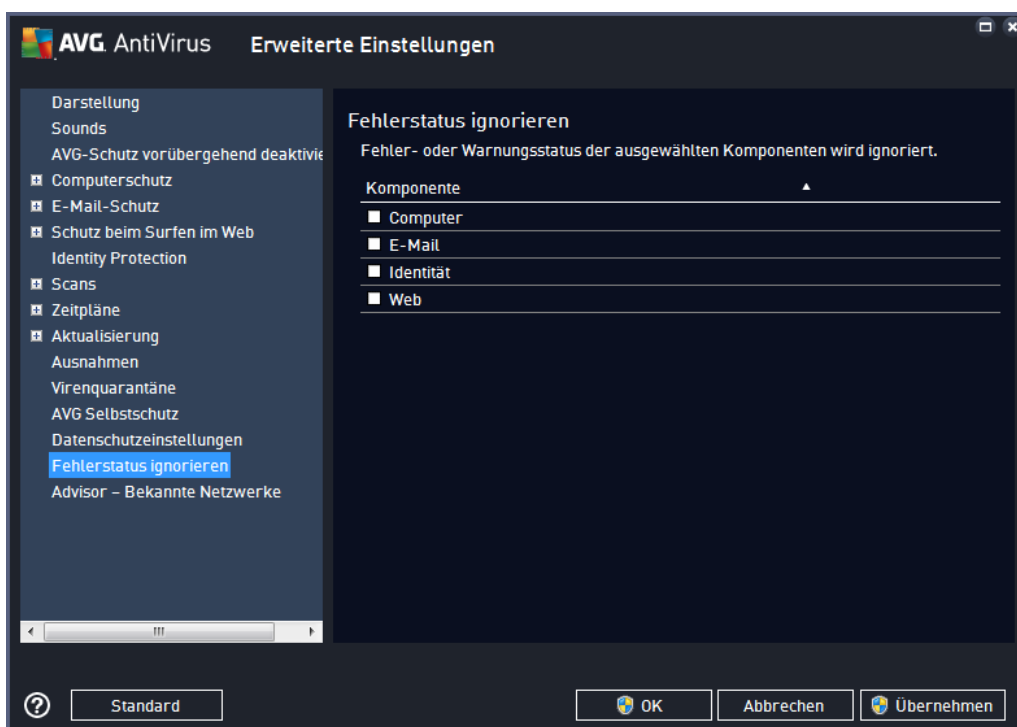 AVG. AntiVirus Erweiterte Einstellungen
Darstellung
Sounds
AVG-Schutz vorübergehend deaktivie
Computerschutz
E-Mail-Schutz
Schutz beim Surfen im Web
Identity Protection
Scans
Zeitpläne
Aktualisierung
Ausnahmen
Virenquarantäne
AVG Selbstschutz
Datenschutzeinstellungen
Fehlerstatus ignorieren
Advisor – Bekannte Netzwerke
Fehlerstatus ignorieren
Fehler- oder Warnungsstatus der ausgewählten Komponenten wird ignoriert.
Komponente
Computer
E-Mail
Identität
Web
Standard
OK
Abbrechen
Übernehmen